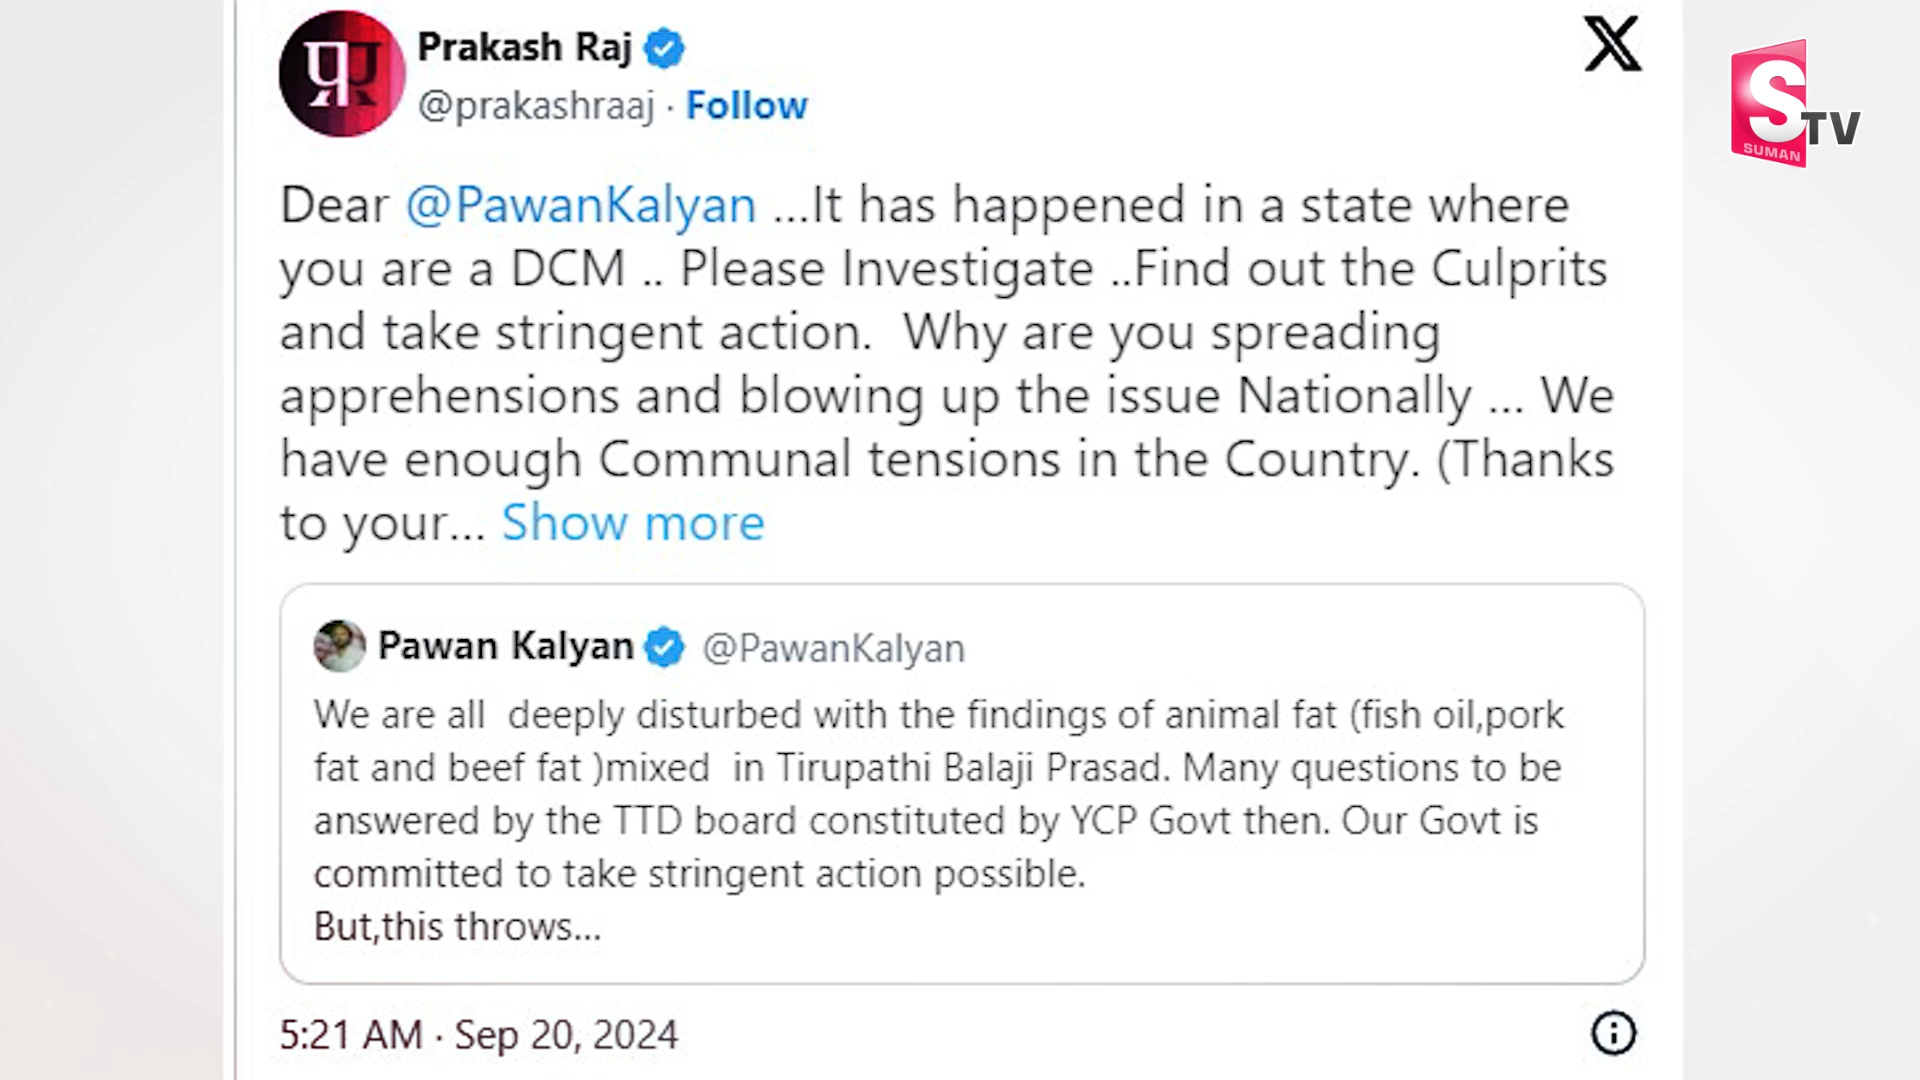 Prakash Raj
@prakashraaj · Follow
X
S TV
SUMAN
Dear @PawanKalyan ...It has happened in a state where
you are a DCM .. Please Investigate ..Find out the Culprits
and take stringent action.  Why are you spreading
apprehensions and blowing up the issue Nationally ... We
have enough Communal tensions in the Country. (Thanks
to your... Show more
Pawan Kalyan @PawanKalyan
We are all  deeply disturbed with the findings of animal fat (fish oil,pork
fat and beef fat )mixed  in Tirupathi Balaji Prasad. Many questions to be
answered by the TTD board constituted by YCP Govt then. Our Govt is
committed to take stringent action possible.
But,this throws...
5:21 AM · Sep 20, 2024